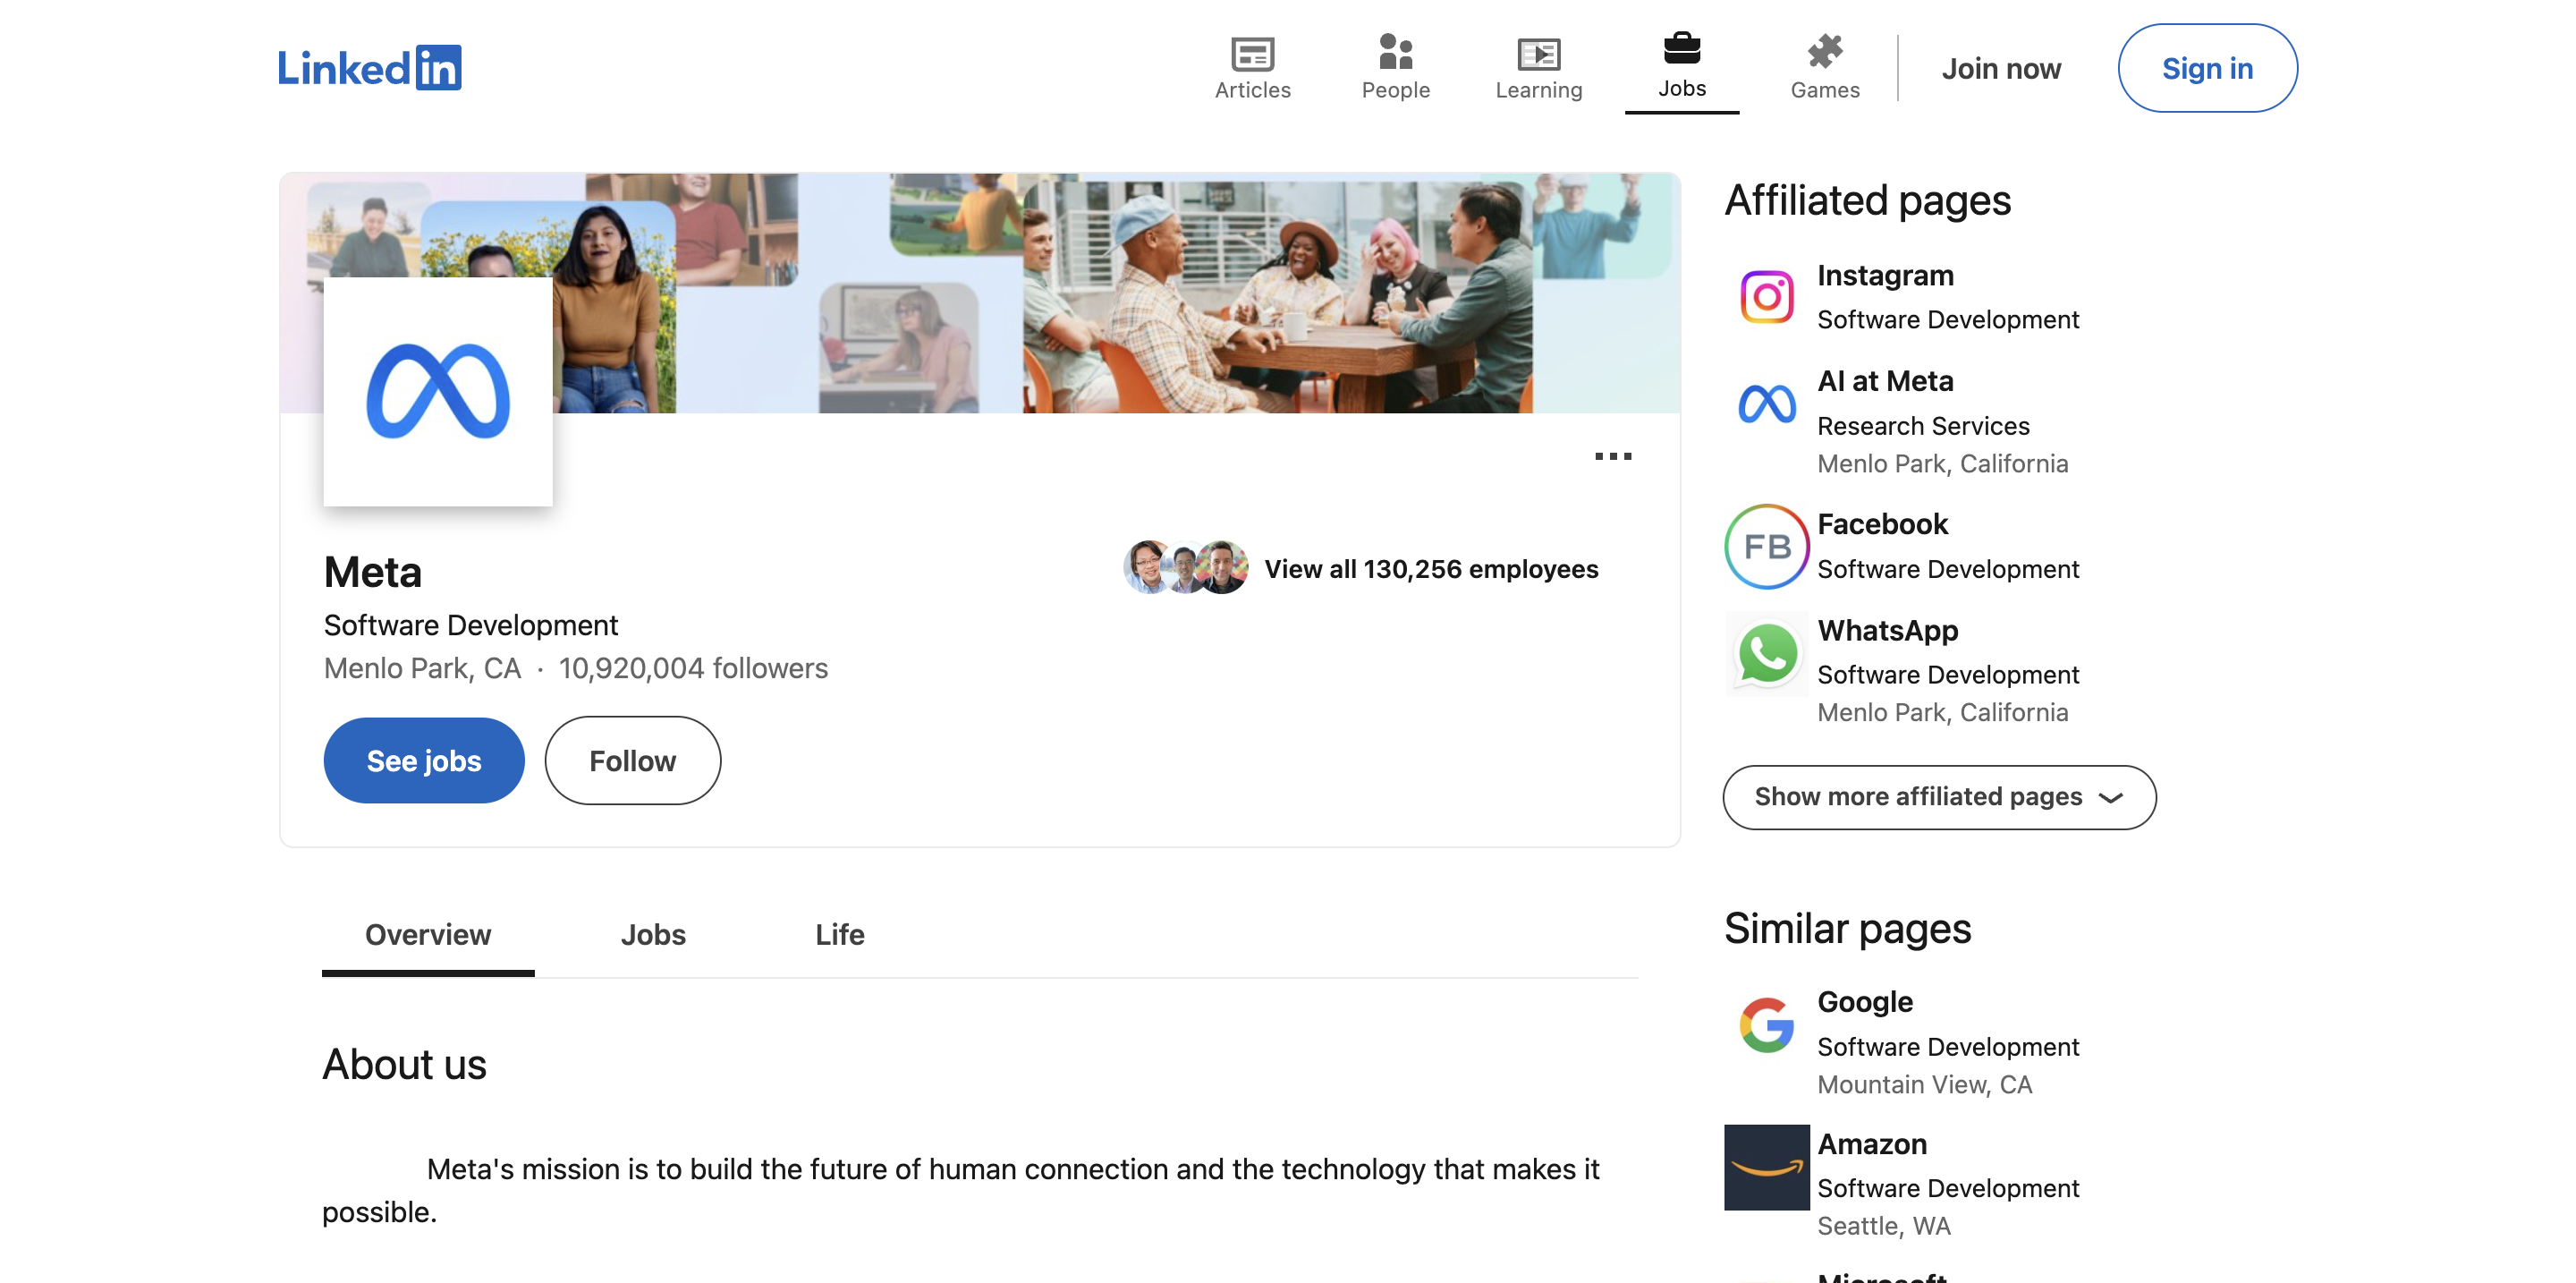 LinkedIn
Articles
People
Learning
Jobs
Games
Join now
Sign in
Meta
Software Development
Menlo Park, CA · 10,920,004 followers
View all 130,256 employees
See jobs
Follow
Overview
Jobs
Life
About us
Meta's mission is to build the future of human connection and the technology that makes it
possible.
Affiliated pages
Instagram
Software Development
AI at Meta
Research Services
Menlo Park, California
FB
Facebook
Software Development
WhatsApp
Software Development
Menlo Park, California
Show more affiliated pages
Similar pages
Google
Software Development
Mountain View, CA
Amazon
Software Development
Seattle, WA
Microsoft